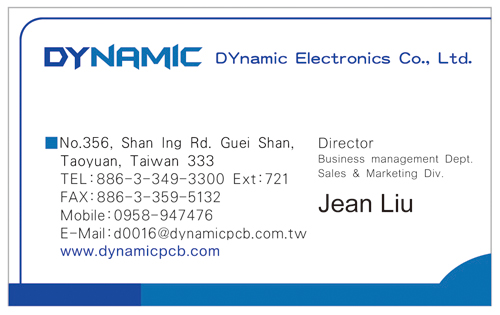 DYNAMIC DYnamic Electronics Co., Ltd.
No.356, Shan Ing Rd. Guei Shan,
Taoyuan, Taiwan 333
TEL:886-3-349-3300 Ext:721
FAX:886-3-359-5132
Mobile:0958-947476
E-Mail:d0016@dynamicpcb.com.tw
www.dynamicpcb.com
Director
Business management Dept.
Sales & Marketing Div.
Jean Liu